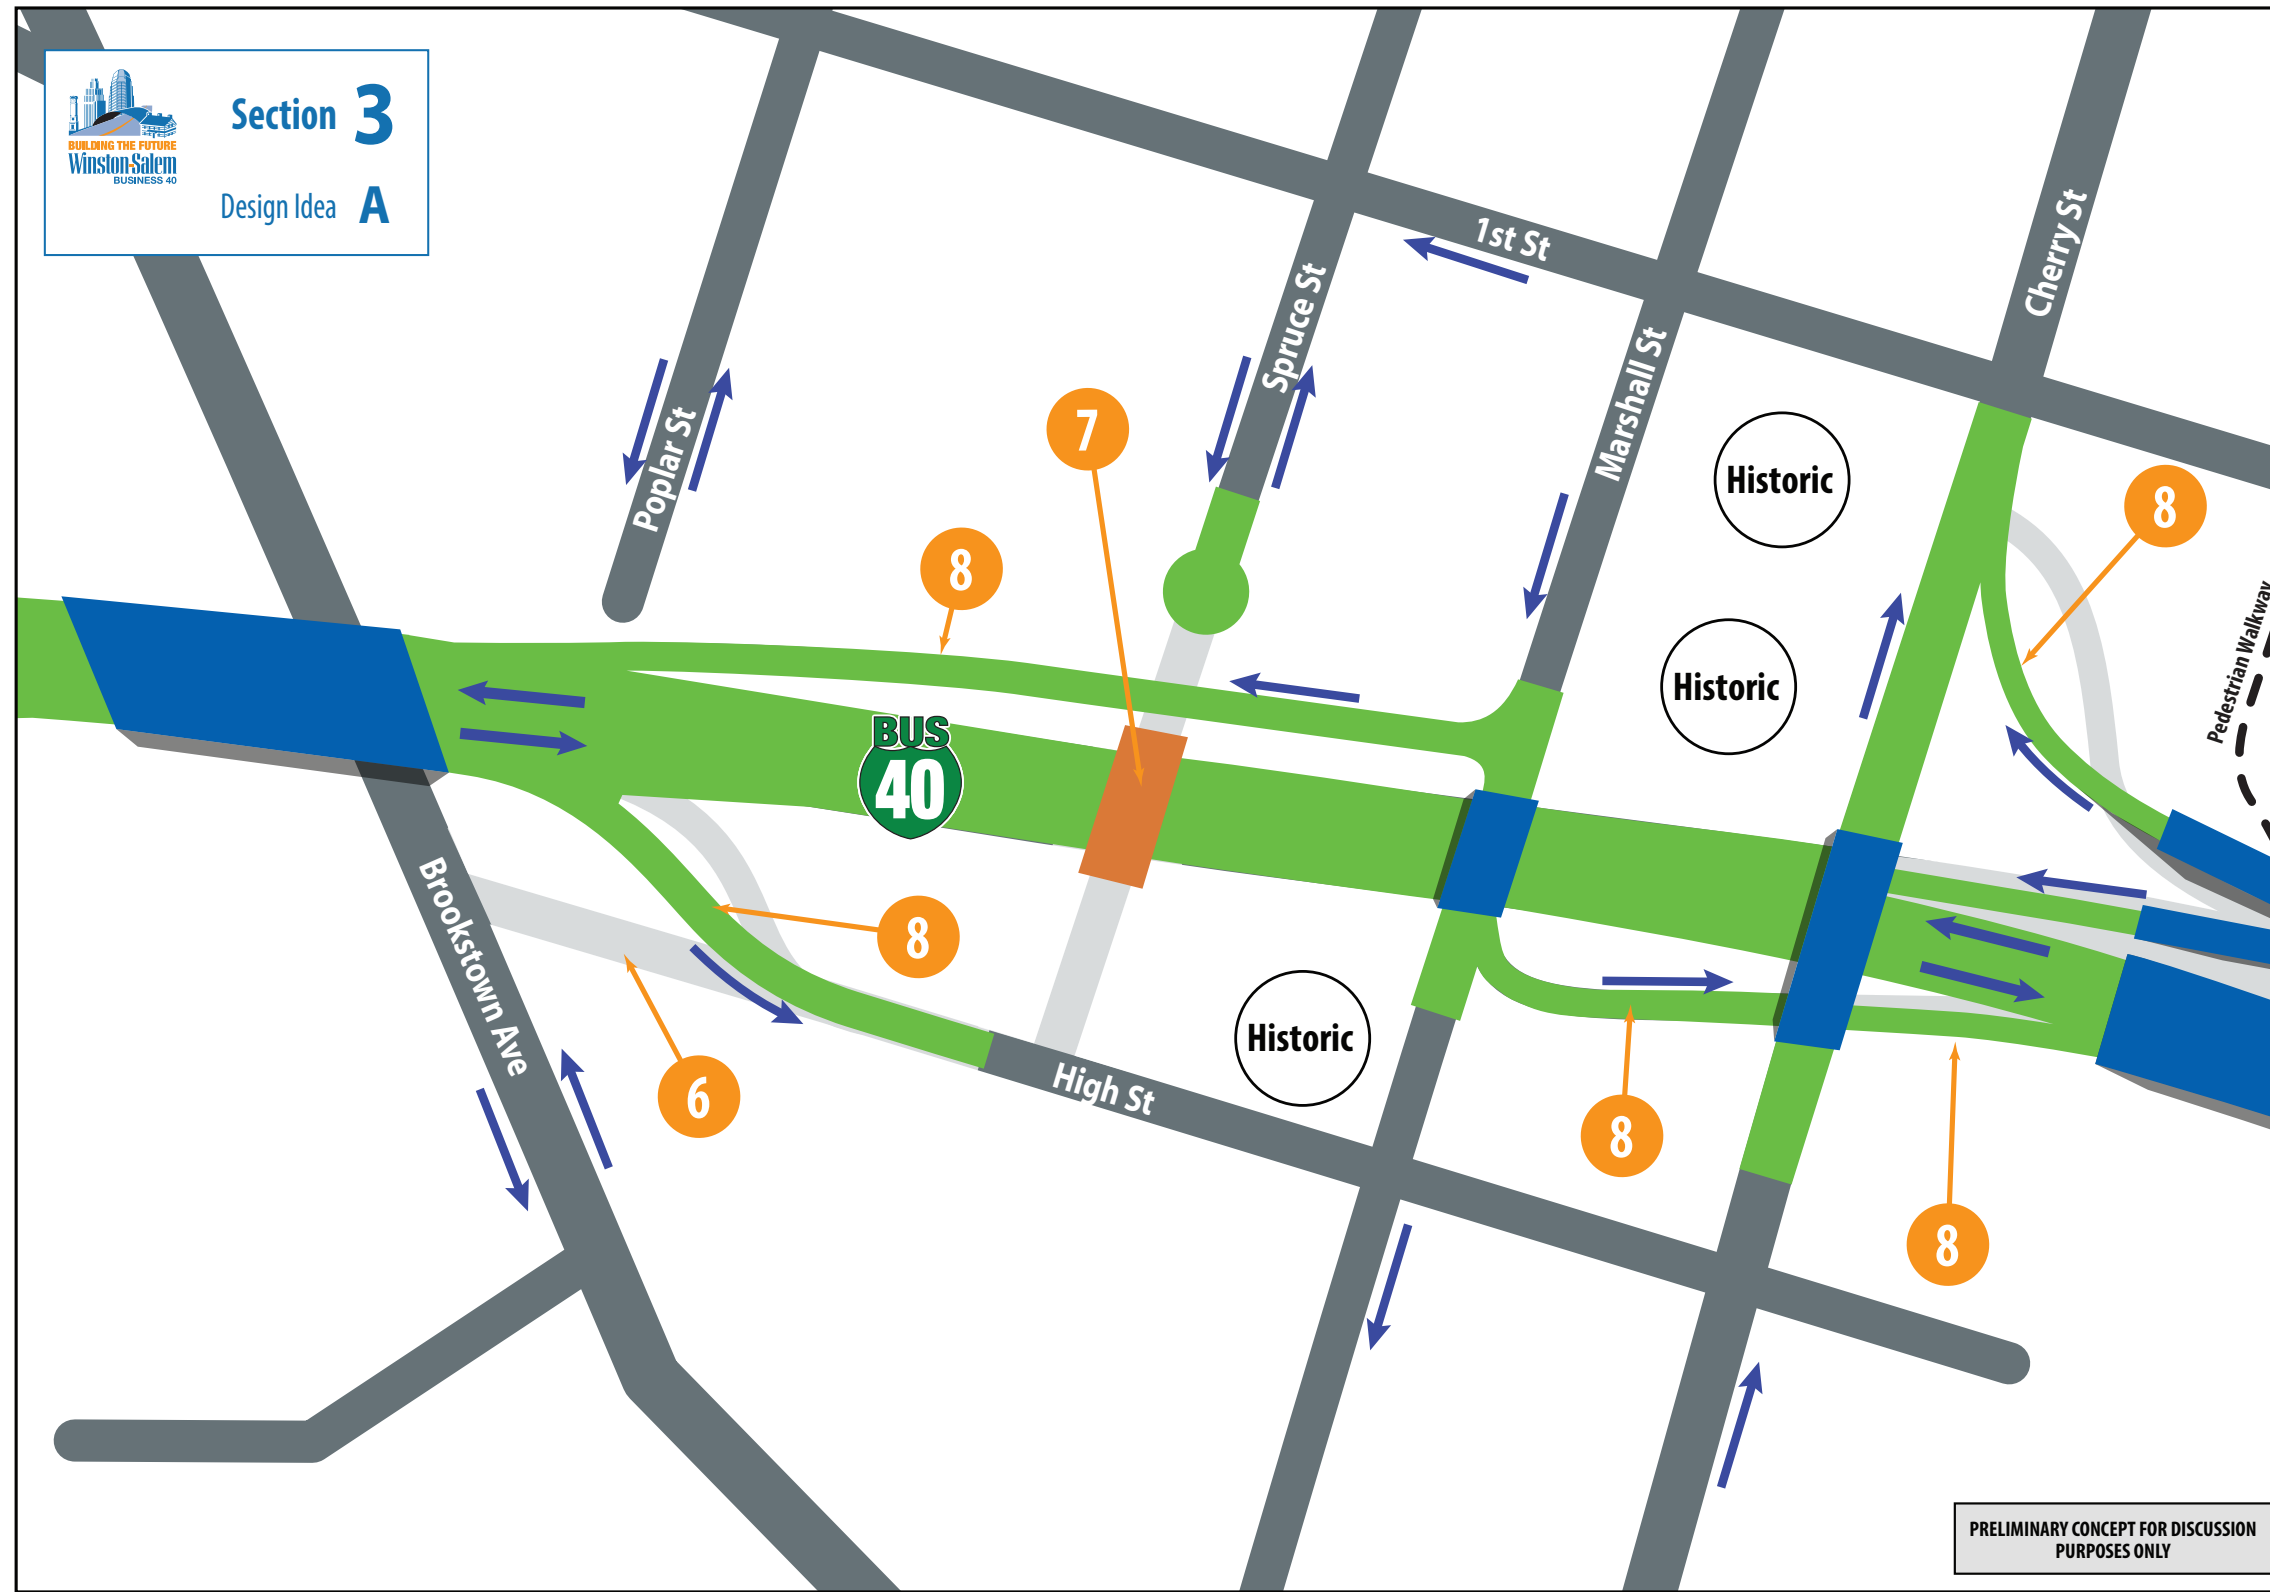 Section 3
Design Idea A
BUILDING THE FUTURE
Winston-Salem
BUSINESS 40
1st St
Cherry St
Spruce St
Marshall St
Poplar St
7
8
8
Historic
Historic
Pedestrian Walkway
BUS
40
8
6
Brookstown Ave
High St
Historic
8
8
PRELIMINARY CONCEPT FOR DISCUSSION
PURPOSES ONLY